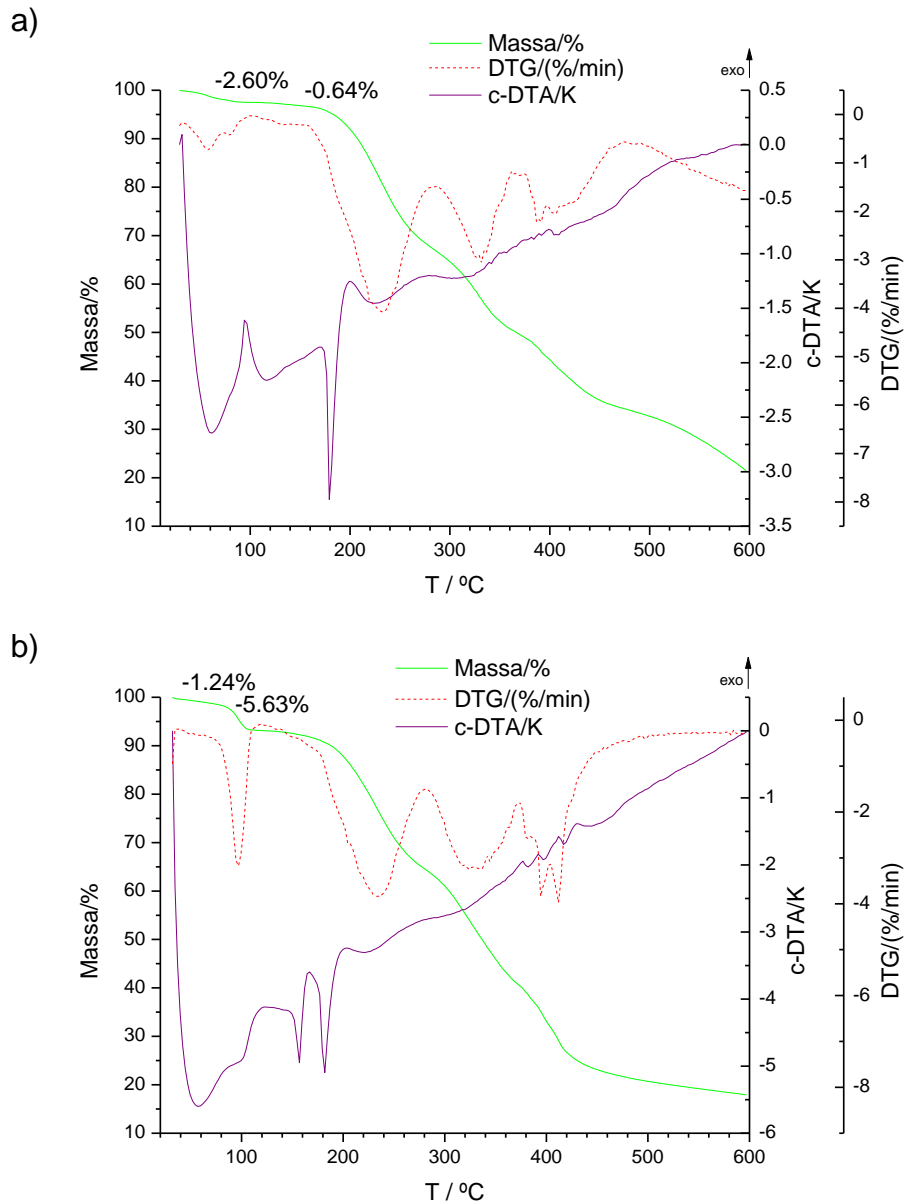 a)
Massa/%
DTG/(%/min)
c-DTA/K
exo
-2.60%
-0.64%
100
90
80
70
60
50
40
30
20
10
Massa/%
0.5
0.0
-0.5
-1.0
-1.5
-2.0
-2.5
-3.0
-3.5
c-DTA/K
0
-1
-2
-3
-4
-5
-6
-7
-8
DTG/(%/min)
100 200 300 400 500 600
T / ºC
b)
Massa/%
DTG/(%/min)
c-DTA/K
exo
-1.24%
-5.63%
100
90
80
70
60
50
40
30
20
10
Massa/%
0
-1
-2
-3
-4
-5
-6
c-DTA/K
0
-2
-4
-6
-8
DTG/(%/min)
100 200 300 400 500 600
T / ºC